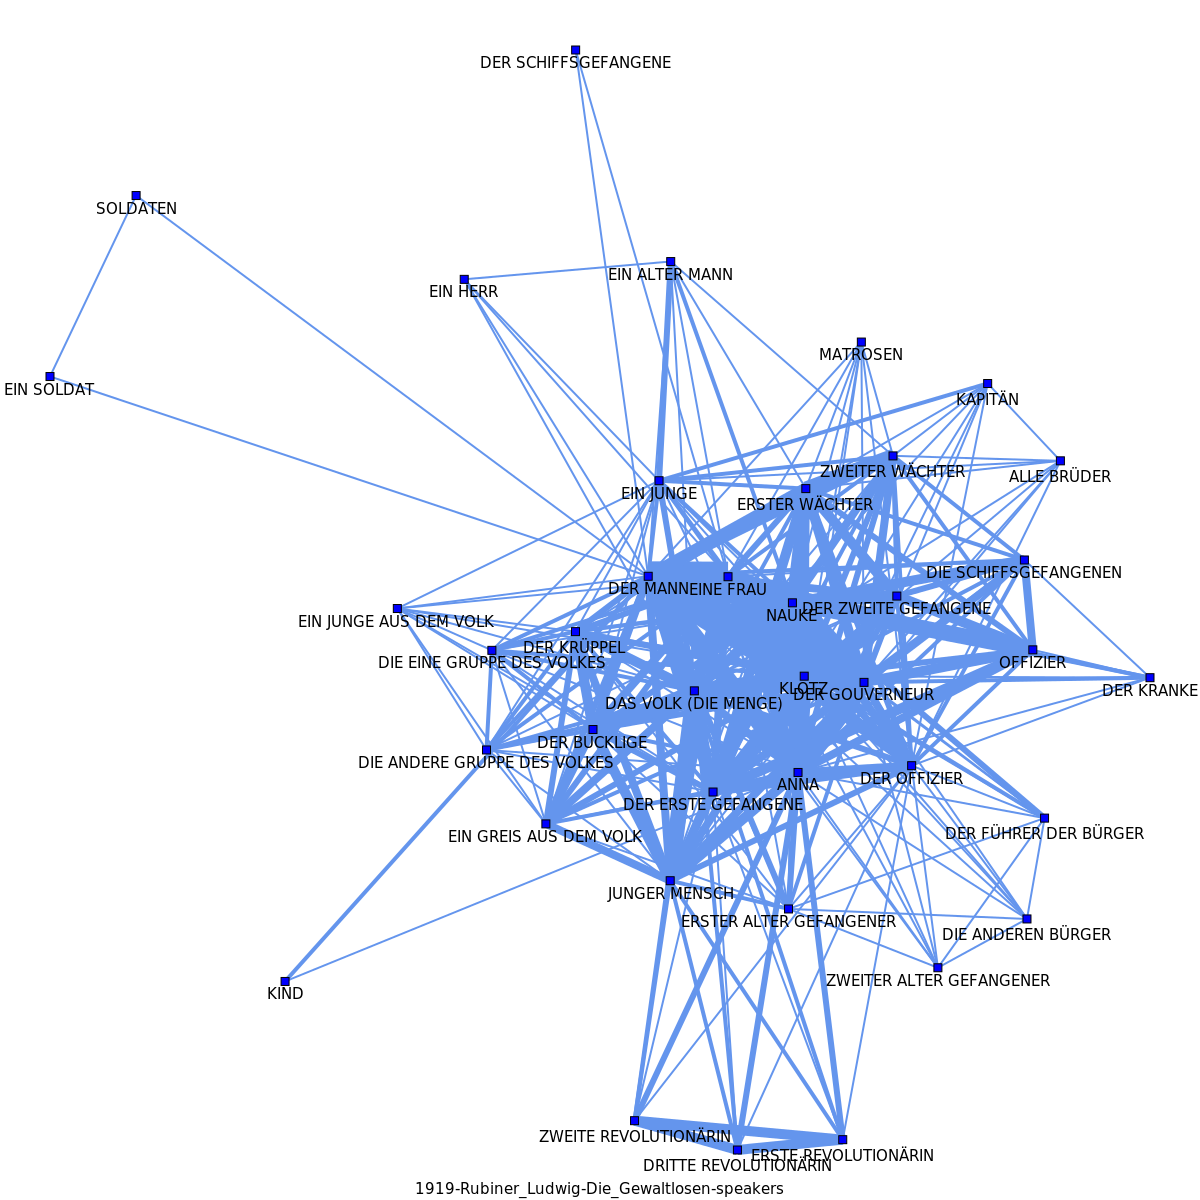 DER SCHIFFSGEFANGENE
SOLDATEN
EIN ALTER MANN
EIN HERR
MATROSEN
EIN SOLDAT
KAPITÄN
ZWEITER WÄCHTER
ALLE BRÜDER
EIN JUNGE
ERSTER WÄCHTER
DIE SCHIFFSGEFANGENEN
DER MANN
EINE FRAU
DER ZWEITE GEFANGENE
NAUKE
EIN JUNGE AUS DEM VOLK
DER KRÜPPEL
DIE EINE GRUPPE DES VOLKES
OFFIZIER
KLOTZ
DER GOUVERNEUR
DER KRANKE
DAS VOLK (DIE MENGE)
DER BUCKLIGE
DIE ANDERE GRUPPE DES VOLKES
DER OFFIZIER
ANNA
DER ERSTE GEFANGENE
DER FÜHRER DER BÜRGER
EIN GREIS AUS DEM VOLK
JUNGER MENSCH
ERSTER ALTER GEFANGENER
DIE ANDEREN BÜRGER
ZWEITER ALTER GEFANGENER
KIND
ZWEITE REVOLUTIONÄRIN
ERSTE REVOLUTIONÄRIN
DRITTE REVOLUTIONÄRIN
1919-Rubiner_Ludwig-Die_Gewaltlosen-speakers